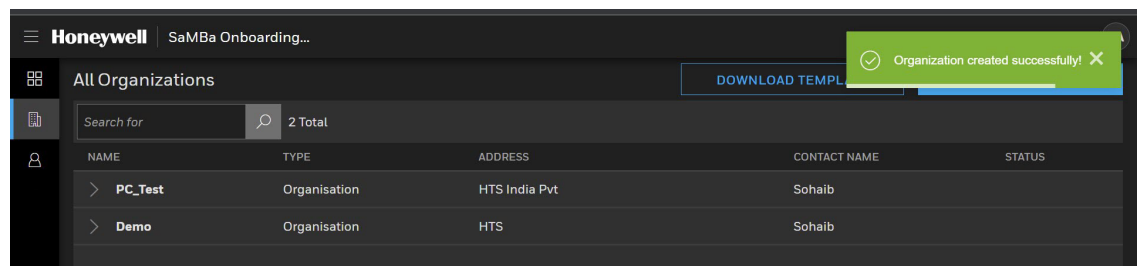 Honeywell SaMBa Onboarding...
Organization created successfully!
All Organizations
DOWNLOAD TEMPL
Search for
2 Total
NAME TYPE ADDRESS CONTACT NAME STATUS
PC_Test Organisation HTS India Pvt Sohaib
Demo Organisation HTS Sohaib